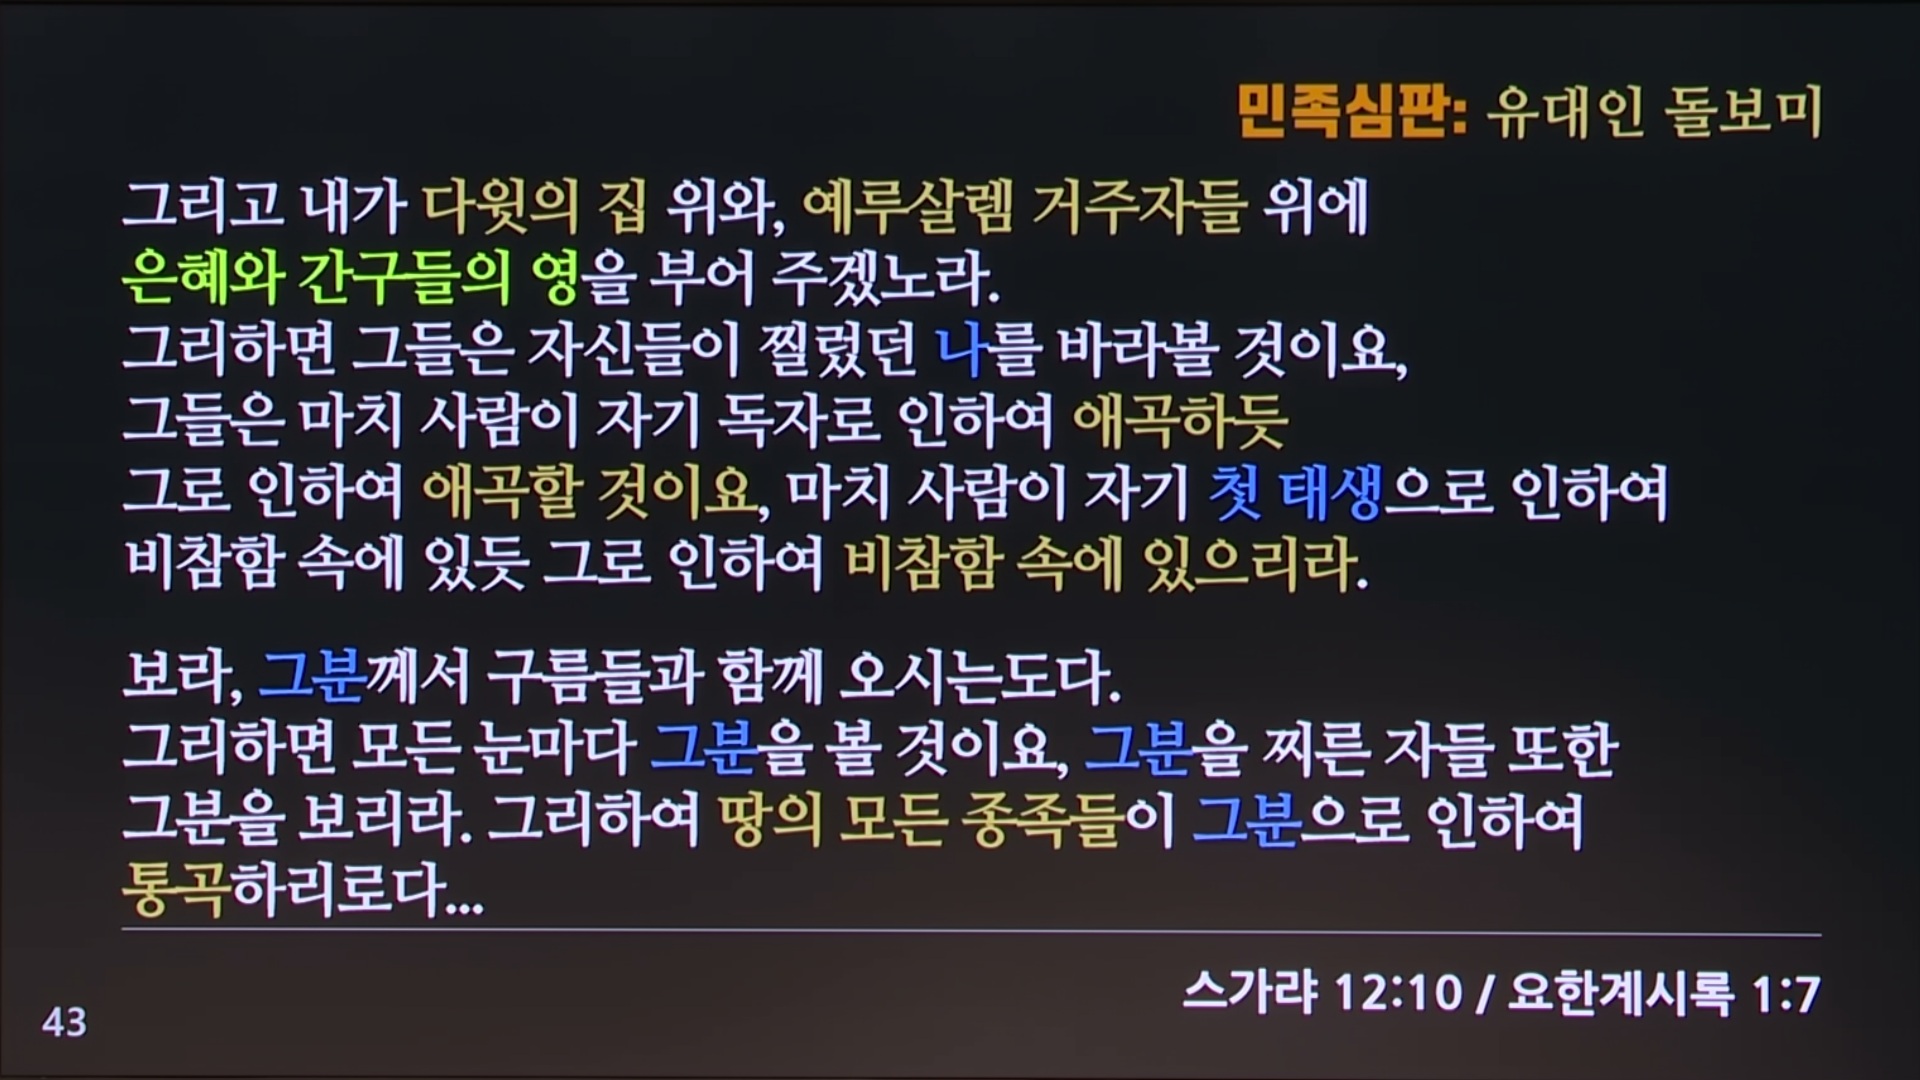 민족심판: 유대인 돌보미
그리고 내가 다윗의 집 위와, 예루살렘 거주자들 위에
은혜와 간구들의 영을 부어 주겠노라.
그리하면 그들은 자신들이 찔렀던 나를 바라볼 것이요,
그들은 마치 사람이 자기 독자로 인하여 애곡하듯
그로 인하여 애곡할 것이요, 마치 사람이 자기 첫 태생으로 인하여
비참함 속에 있듯 그로 인하여 비참함 속에 있으리라.
보라, 그분께서 구름들과 함께 오시는도다.
그리하면 모든 눈마다 그분을 볼 것이요, 그분을 찌른 자들 또한
그분을 보리라. 그리하여 땅의 모든 종족들이 그분으로 인하여
통곡하리로다...
스가랴 12:10 / 요한계시록 1:7
43